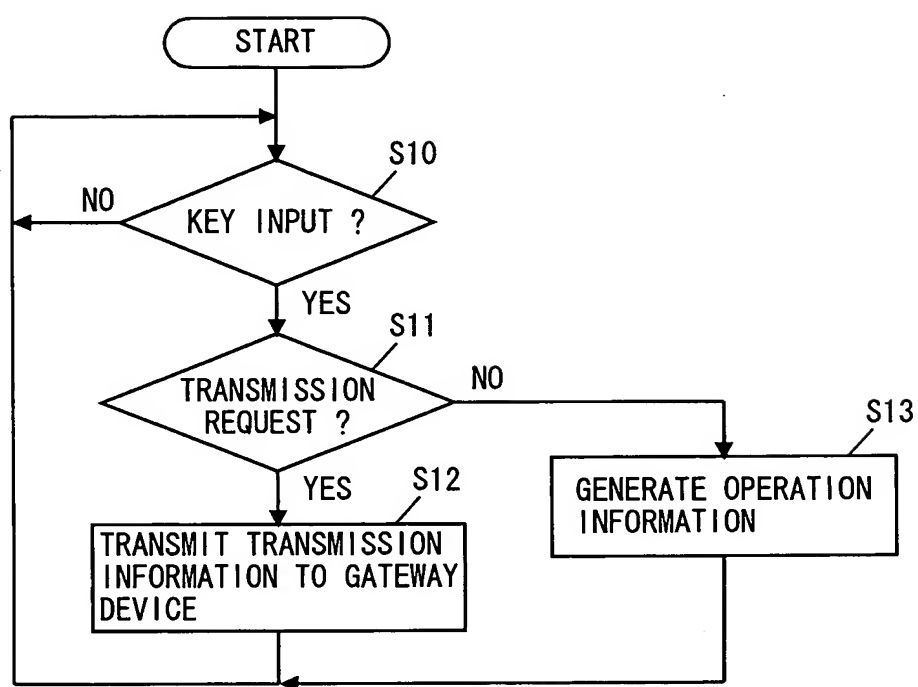 START
S10
NO
KEY INPUT ?
YES
S11
TRANSMISSION
REQUEST ?
NO
S13
YES
S12
GENERATE OPERATION
INFORMATION
TRANSMIT TRANSMISSION
INFORMATION TO GATEWAY
DEVICE